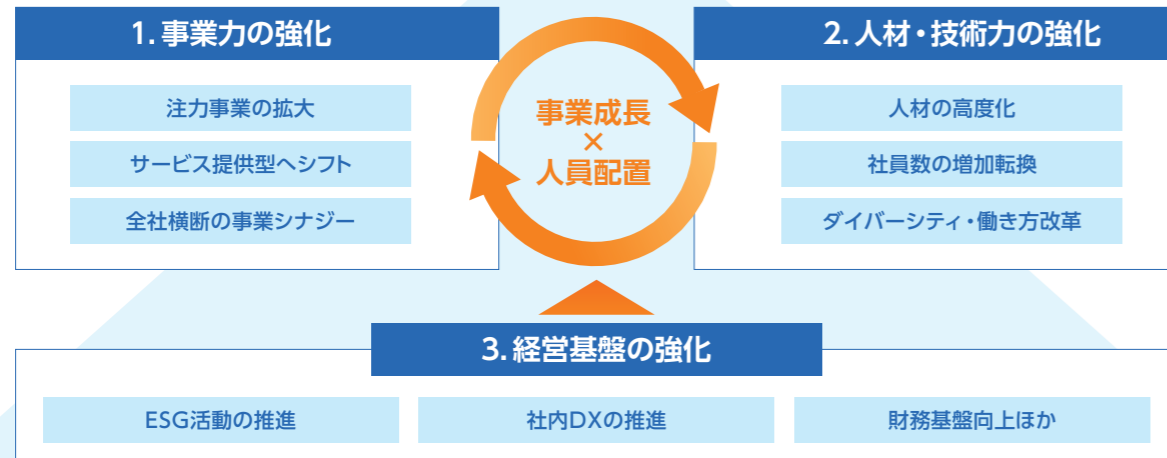 1. 事業力の強化
注力事業の拡大
サービス提供型へシフト
全社横断の事業シナジー
事業成長
×
人員配置
2. 人材・技術力の強化
人材の高度化
社員数の増加転換
ダイバーシティ・働き方改革
3. 経営基盤の強化
ESG活動の推進
社内DXの推進
財務基盤向上ほか